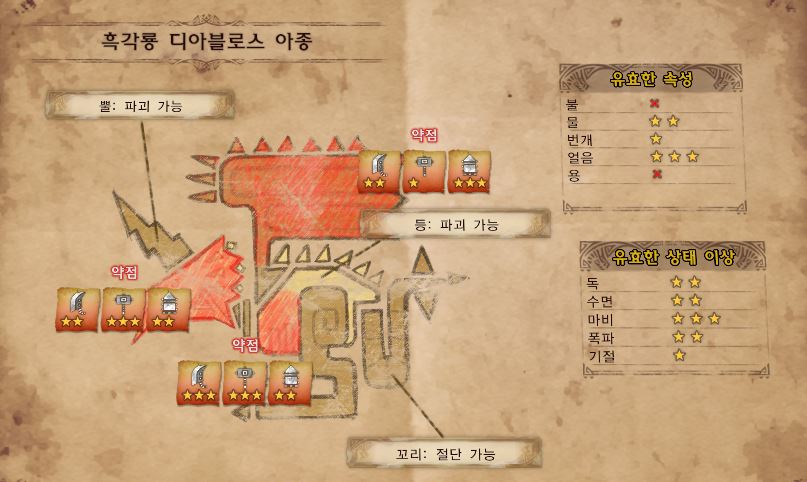 흑각룡 디아블로스 아종
뿔: 파괴 가능
약점
등: 파괴 가능
약점
약점
꼬리: 절단 가능
유효한 속성
불
물
번개
얼음
용
유효한 상태 이상
독
수면
마비
폭파
기절